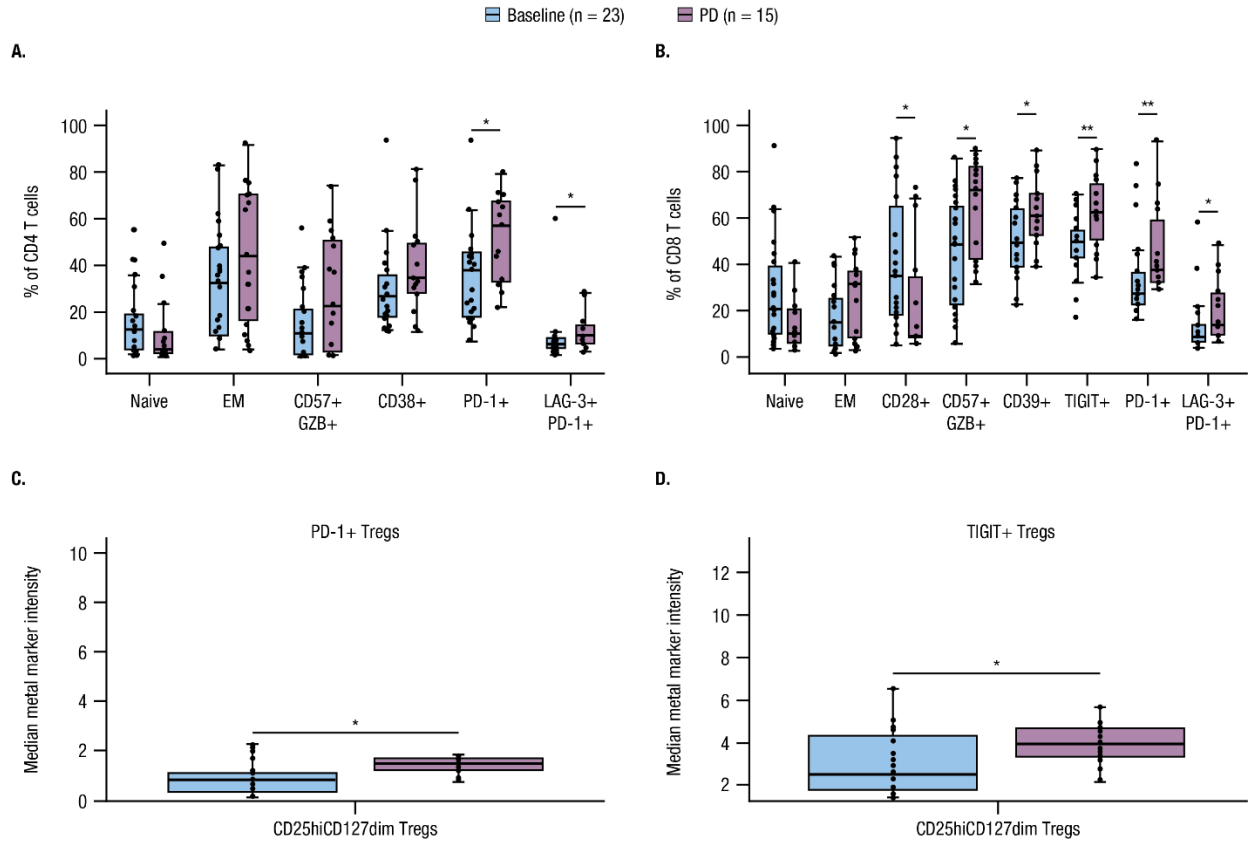 Baseline (n = 23) PD (n = 15)
A.
% of CD4 T cells
100
80
60
40
20
0
*
*
Naive EM CD57+ CD38+ PD-1+ LAG-3+
GZB+ PD-1+
B.
% of CD8 T cells
100
80
60
40
20
0
*
*
*
**
**
*
Naive EM CD28+ CD57+ CD39+ TIGIT+ PD-1+ LAG-3+
GZB+ PD-1+
C.
PD-1+ Tregs
Median metal marker intensity
10
8
6
4
2
0
*
CD25hiCD127dim Tregs
D.
TIGIT+ Tregs
Median metal marker intensity
12
10
8
6
4
2
*
CD25hiCD127dim Tregs